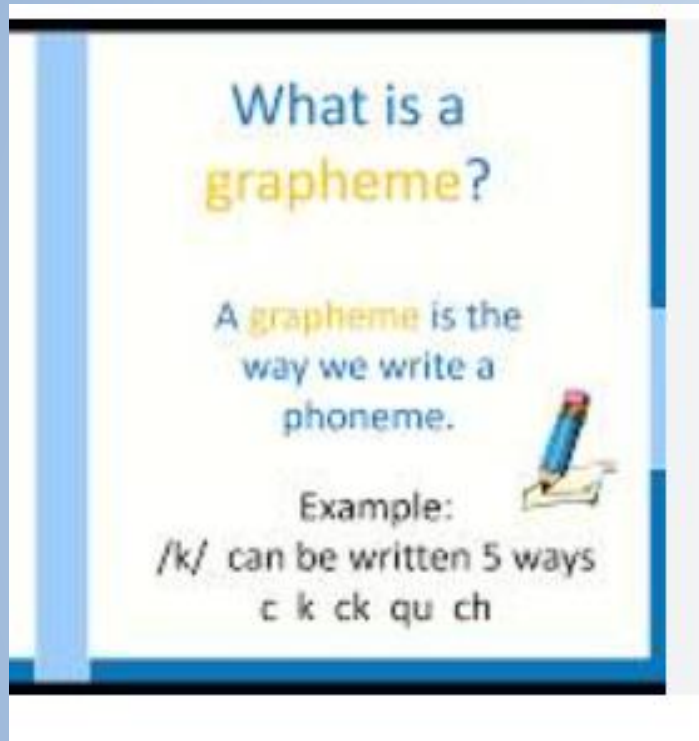 What is a
grapheme?
A grapheme is the
way we write a
phoneme.
Example:
/k/ can be written 5 ways
c k ck qu ch